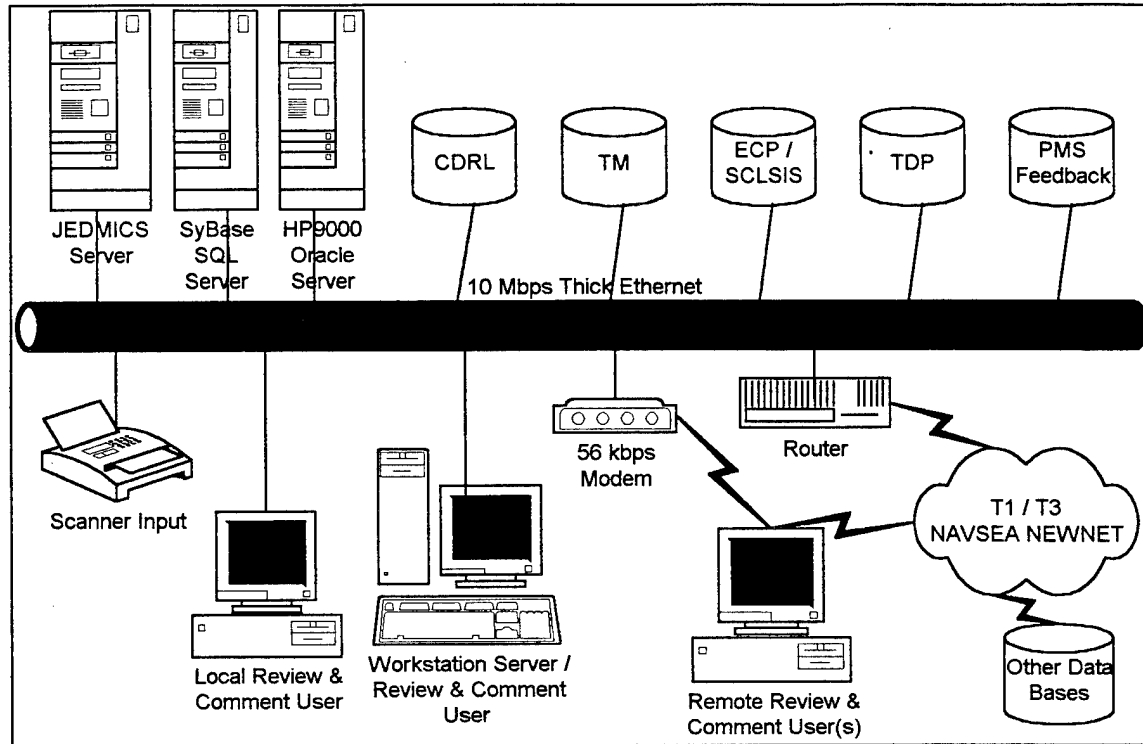 JEDMICS
Server
SyBase
SQL
Server
HP9000
Oracle
Server
CDRL
TM
ECP /
SCLSIS
TDP
PMS
Feedback
10 Mbps Thick Ethernet
Scanner Input
Local Review &
Comment User
Workstation Server /
Review & Comment
User
56 kbps
Modem
Router
Remote Review &
Comment User(s)
T1 / T3
NAVSEA NEWNET
Other Data
Bases